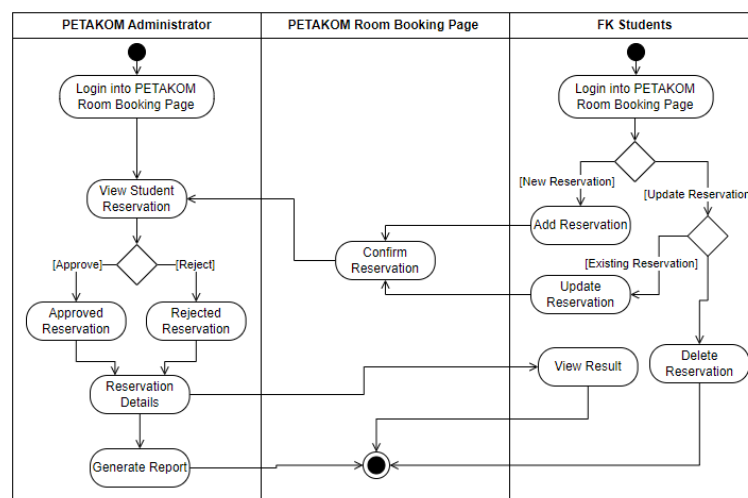 PETAKOM Administrator
PETAKOM Room Booking Page
FK Students
Login into PETAKOM
Room Booking Page
Login into PETAKOM
Room Booking Page
View Student
Reservation
[New Reservation]
[Update Reservation]
Add Reservation
Confirm
Reservation
[Approve]
[Reject]
[Existing Reservation]
Update
Reservation
Approved
Reservation
Rejected
Reservation
View Result
Delete
Reservation
Reservation
Details
Generate Report